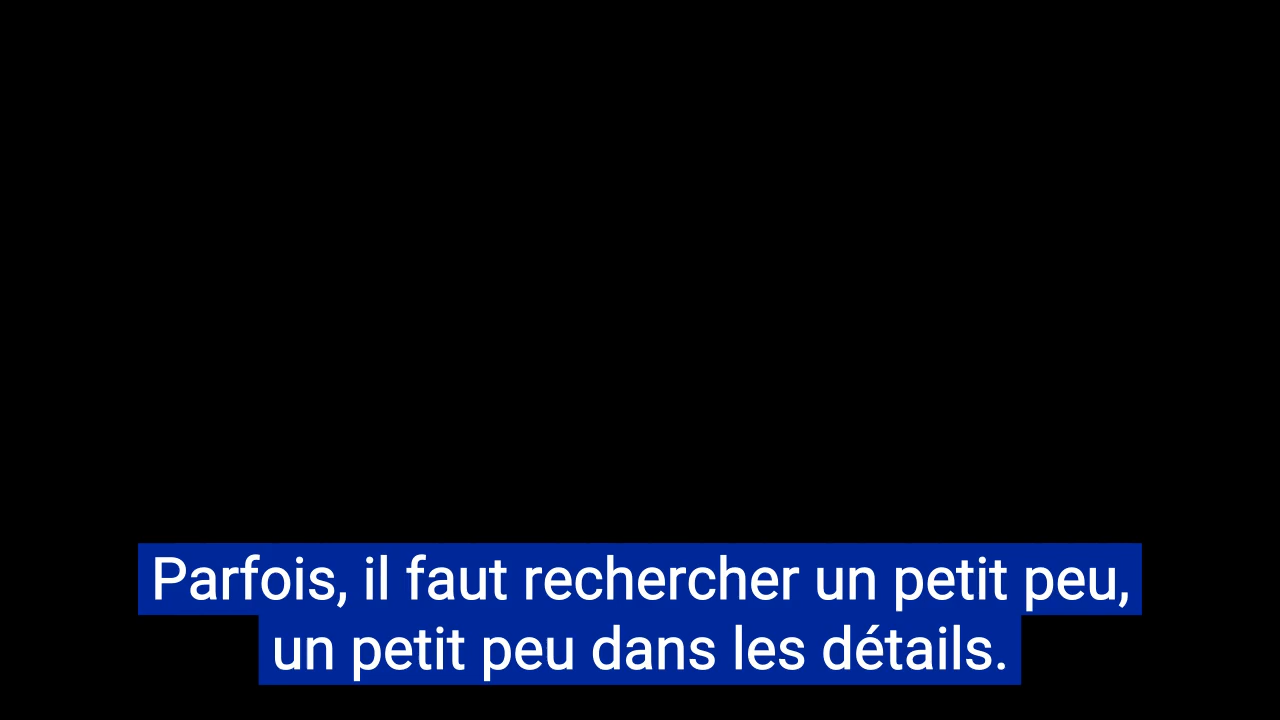 Parfois, il faut rechercher un petit peu,
un petit peu dans les détails.